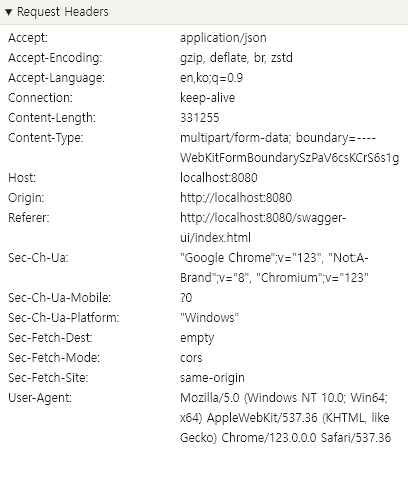 ▼ Request Headers
Accept: application/json
Accept-Encoding: gzip, deflate, br, zstd
Accept-Language: en,ko;q=0.9
Connection: keep-alive
Content-Length: 331255
Content-Type: multipart/form-data; boundary=----
WebKitFormBoundarySzPaV6csKCrS6s1g
Host: localhost:8080
Origin: http://localhost:8080
Referer: http://localhost:8080/swagger-
ui/index.html
Sec-Ch-Ua: "Google Chrome";v="123", "Not:A-
Brand";v="8", "Chromium";v="123"
Sec-Ch-Ua-Mobile: ?0
Sec-Ch-Ua-Platform: "Windows"
Sec-Fetch-Dest: empty
Sec-Fetch-Mode: cors
Sec-Fetch-Site: same-origin
User-Agent: Mozilla/5.0 (Windows NT 10.0; Win64;
x64) AppleWebKit/537.36 (KHTML, like
Gecko) Chrome/123.0.0.0 Safari/537.36